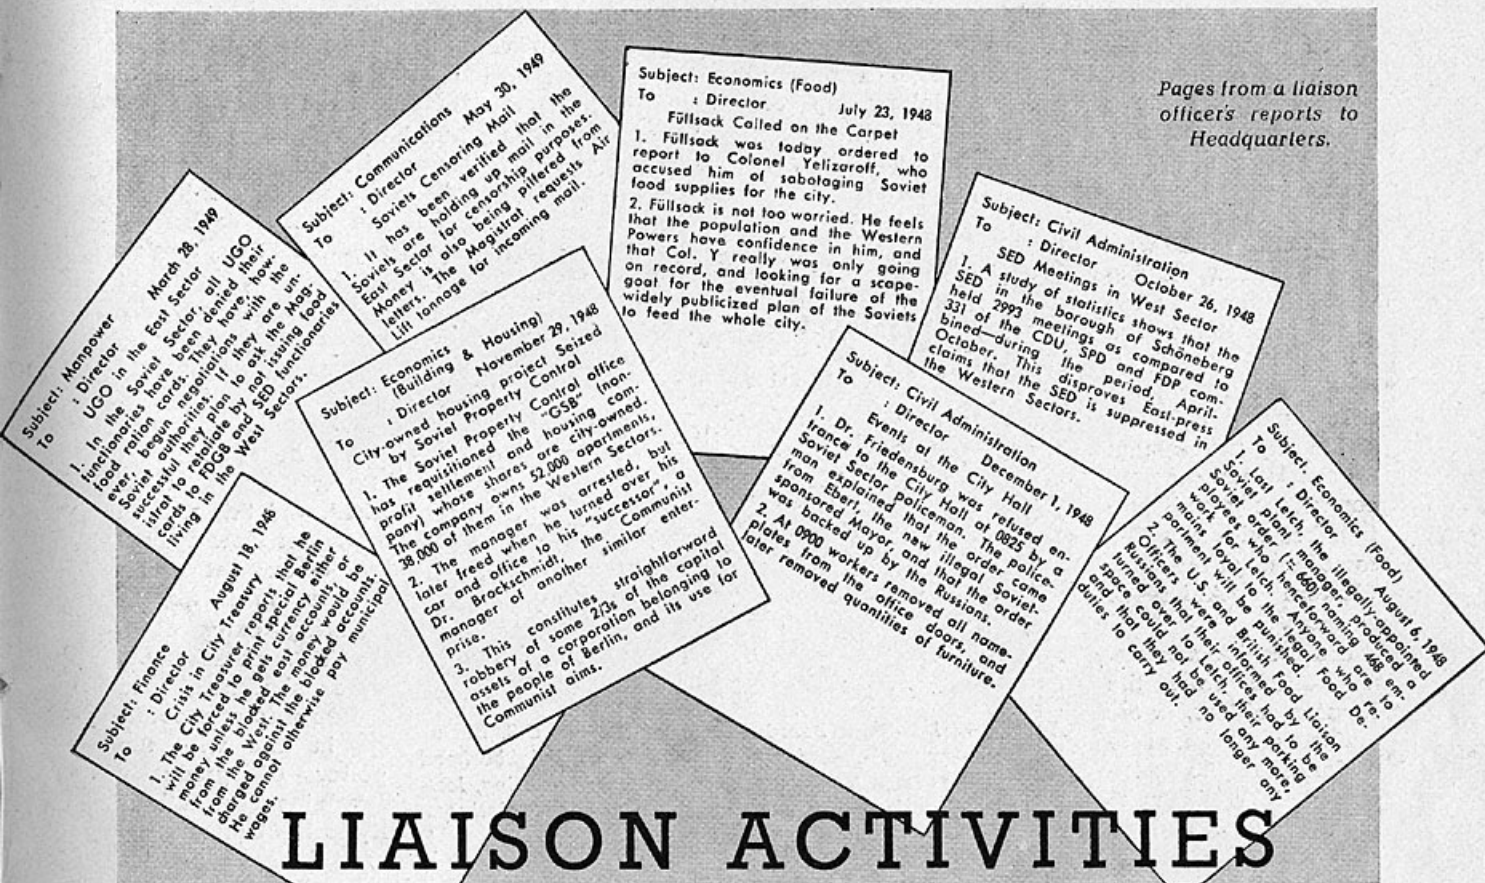 Pages from a liaison
officer's reports to
Headquarters.
Subject: Manpower
To : Director March 28, 1949
UGO in the East Sector
1. In the Soviet Sector all UGO
functionaries have been denied their
food ration cards. They have, how-
ever, begun negotiations with the
Soviet authorities. If they are un-
successful they plan to ask the Mag-
istrat to retaliate by not issuing food
cards to FDGB and SED functionaries
living in the West Sectors.
Subject: Communications
To : Director May 30, 1949
Soviets Censoring Mail
1. It has been verified that the
Soviets are holding up mail in the
East Sector for censorship purposes.
Money is also being pilfered from
letters. The Magistrat requests Air
Lift tonnage for incoming mail.
Subject: Economics (Food)
To : Director July 23, 1948
Füllsack Called on the Carpet
1. Füllsack was today ordered to
report to Colonel Yelizaroff, who
accused him of sabotaging Soviet
food supplies for the city.
2. Füllsack is not too worried. He feels
that the population and the Western
Powers have confidence in him, and
that Col. Y really was only going
on record, and looking for a scape-
goat for the eventual failure of the
widely publicized plan of the Soviets
to feed the whole city.
Subject: Civil Administration
To : Director October 26, 1948
SED Meetings in West Sector
1. A study of statistics shows that the
SED in the borough of Schöneberg
held 2993 meetings as compared to
331 of the CDU, SPD and FDP com-
bined—during the period, April-
October. This disproves East-press
claims that the SED is suppressed in
the Western Sectors.
Subject: Finance
To : Director August 18, 1948
Crisis in City Treasury
1. The City Treasurer reports that he
will be forced to print special Berlin
money unless he gets currency either
from the blocked east accounts, or
from the West. The money would be
charged against the blocked accounts.
He cannot otherwise pay municipal
wages.
Subject: Economics
(Building & Housing)
To : Director November 29, 1948
City-owned housing project Seized
by Soviet Property Control
1. The Soviet Property Control office
has requisitioned the "GSB" (non-
profit settlement and housing com-
pany) whose shares are city-owned.
The company owns 52,000 apartments,
38,000 of them in the Western Sectors.
2. The manager was arrested, but
later freed when he turned over his
car and office to his "successor", a
Dr. Brockschmidt, the Communist
manager of another similar enter-
prise.
3. This constitutes straightforward
robbery of some 2/3s of the capital
assets of a corporation belonging to
the people of Berlin, and its use for
Communist aims.
Subject: Civil Administration
To : Director December 1, 1948
Events at the City Hall
1. Dr. Friedensburg was refused en-
trance to the City Hall at 0825 by a
Soviet Sector policeman. The police-
man explained that the order came
from Ebert, the new illegal Soviet-
sponsored Mayor, and that the order
was backed up by the Russians.
2. At 0900 workers removed all name-
plates from the office doors, and
later removed quantities of furniture.
Subject: Economics (Food)
To : Director August 6, 1948
1. Last Letch, the illegally-appointed
Soviet plant manager, produced a
Soviet order (≠ 660) naming 468 em-
ployees who henceforward are to
work for Letch. Anyone who re-
mains loyal to the legal Food De-
partment will be punished.
2. The U.S. and British Food Liaison
Officers were informed by the
Russians that their offices had to be
turned over to Letch, their parking
space could not be used any more,
and that they had no longer any
duties to carry out.
LIAISON ACTIVITIES